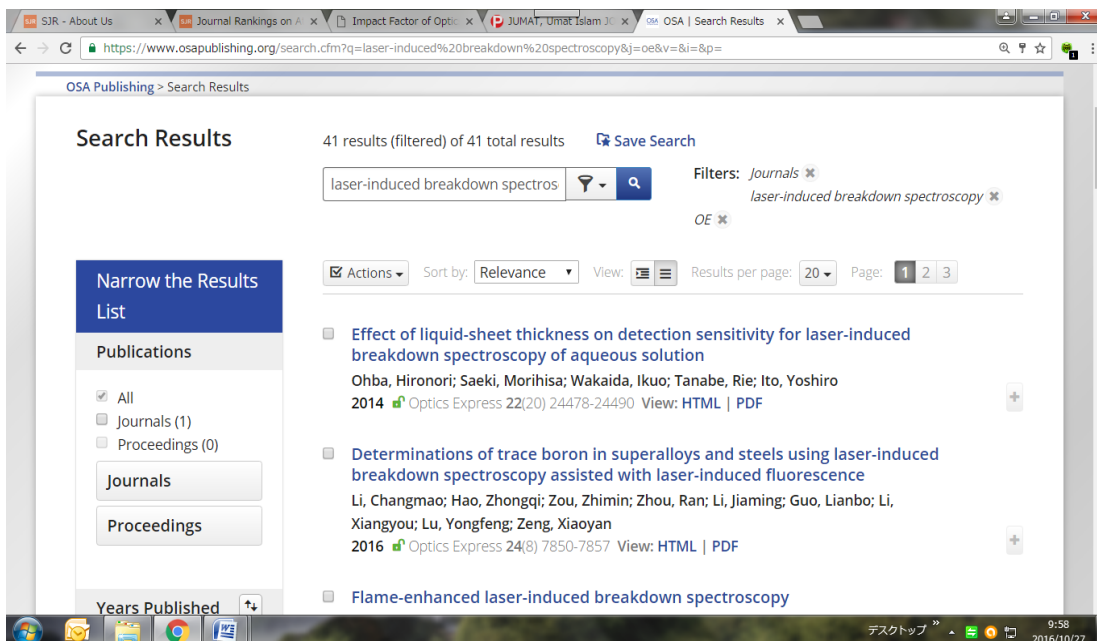 SJR - About Us
Journal Rankings on A
Impact Factor of Optic
JUMAT, Umat Islam JG
OSA | Search Results
https://www.osapublishing.org/search.cfm?q=laser-induced%20breakdown%20spectroscopy&j=oe&v=&i=&p=
OSA Publishing > Search Results
Search Results
41 results (filtered) of 41 total results
Save Search
laser-induced breakdown spectros
Filters: Journals
laser-induced breakdown spectroscopy
OE
Narrow the Results
List
Publications
All
Journals (1)
Proceedings (0)
Journals
Proceedings
Years Published
Actions Sort by: Relevance View: Results per page: 20 Page: 1 2 3
Effect of liquid-sheet thickness on detection sensitivity for laser-induced
breakdown spectroscopy of aqueous solution
Ohba, Hironori; Saeki, Morihisa; Wakaida, Ikuo; Tanabe, Rie; Ito, Yoshiro
2014 Optics Express 22(20) 24478-24490 View: HTML | PDF
Determinations of trace boron in superalloys and steels using laser-induced
breakdown spectroscopy assisted with laser-induced fluorescence
Li, Changmao; Hao, Zhongqi; Zou, Zhimin; Zhou, Ran; Li, Jiaming; Guo, Lianbo; Li,
Xiangyou; Lu, Yongfeng; Zeng, Xiaoyan
2016 Optics Express 24(8) 7850-7857 View: HTML | PDF
Flame-enhanced laser-induced breakdown spectroscopy
デスクトップ
9:58
2016/10/27